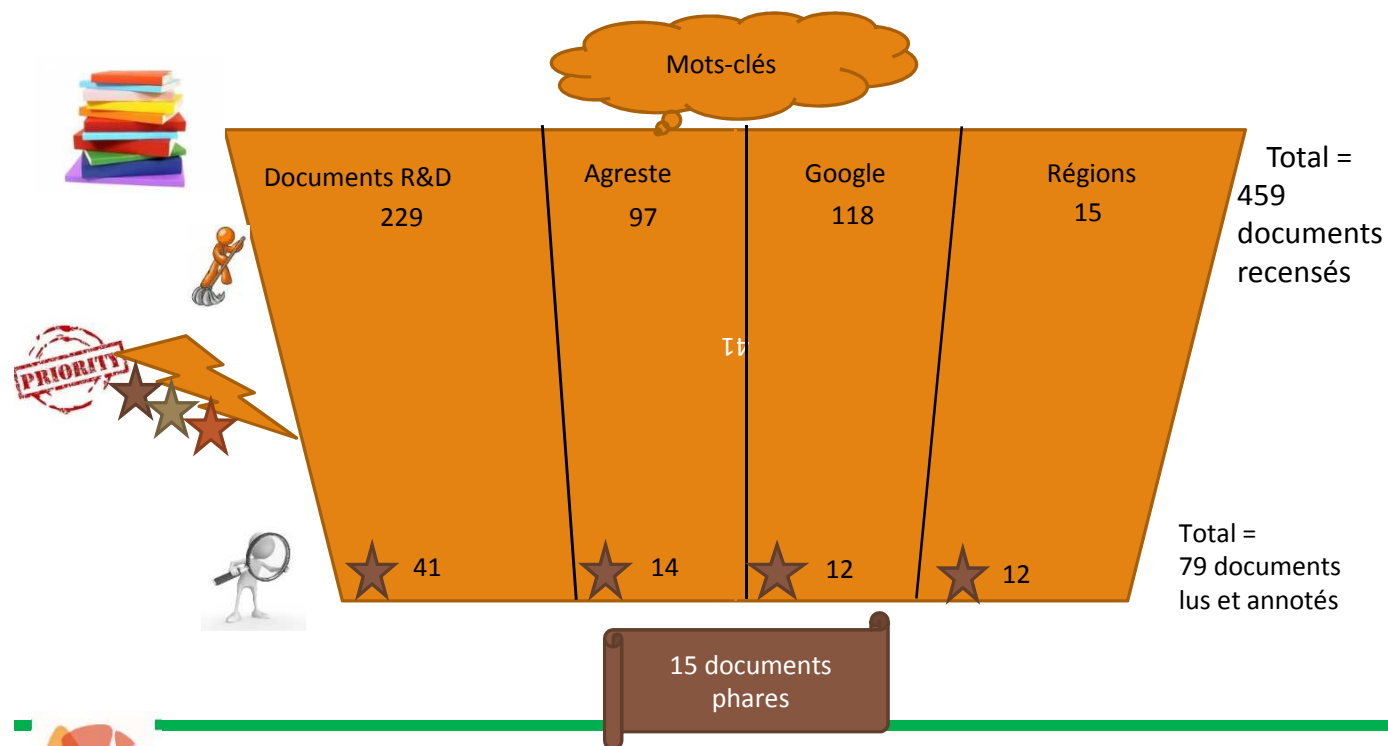 Mots-clés
Documents R&D
229
Agreste
97
Google
118
Régions
15
Total =
459
documents
recensés
PRIORITY
41
41
14
12
12
Total =
79 documents
lus et annotés
15 documents
phares